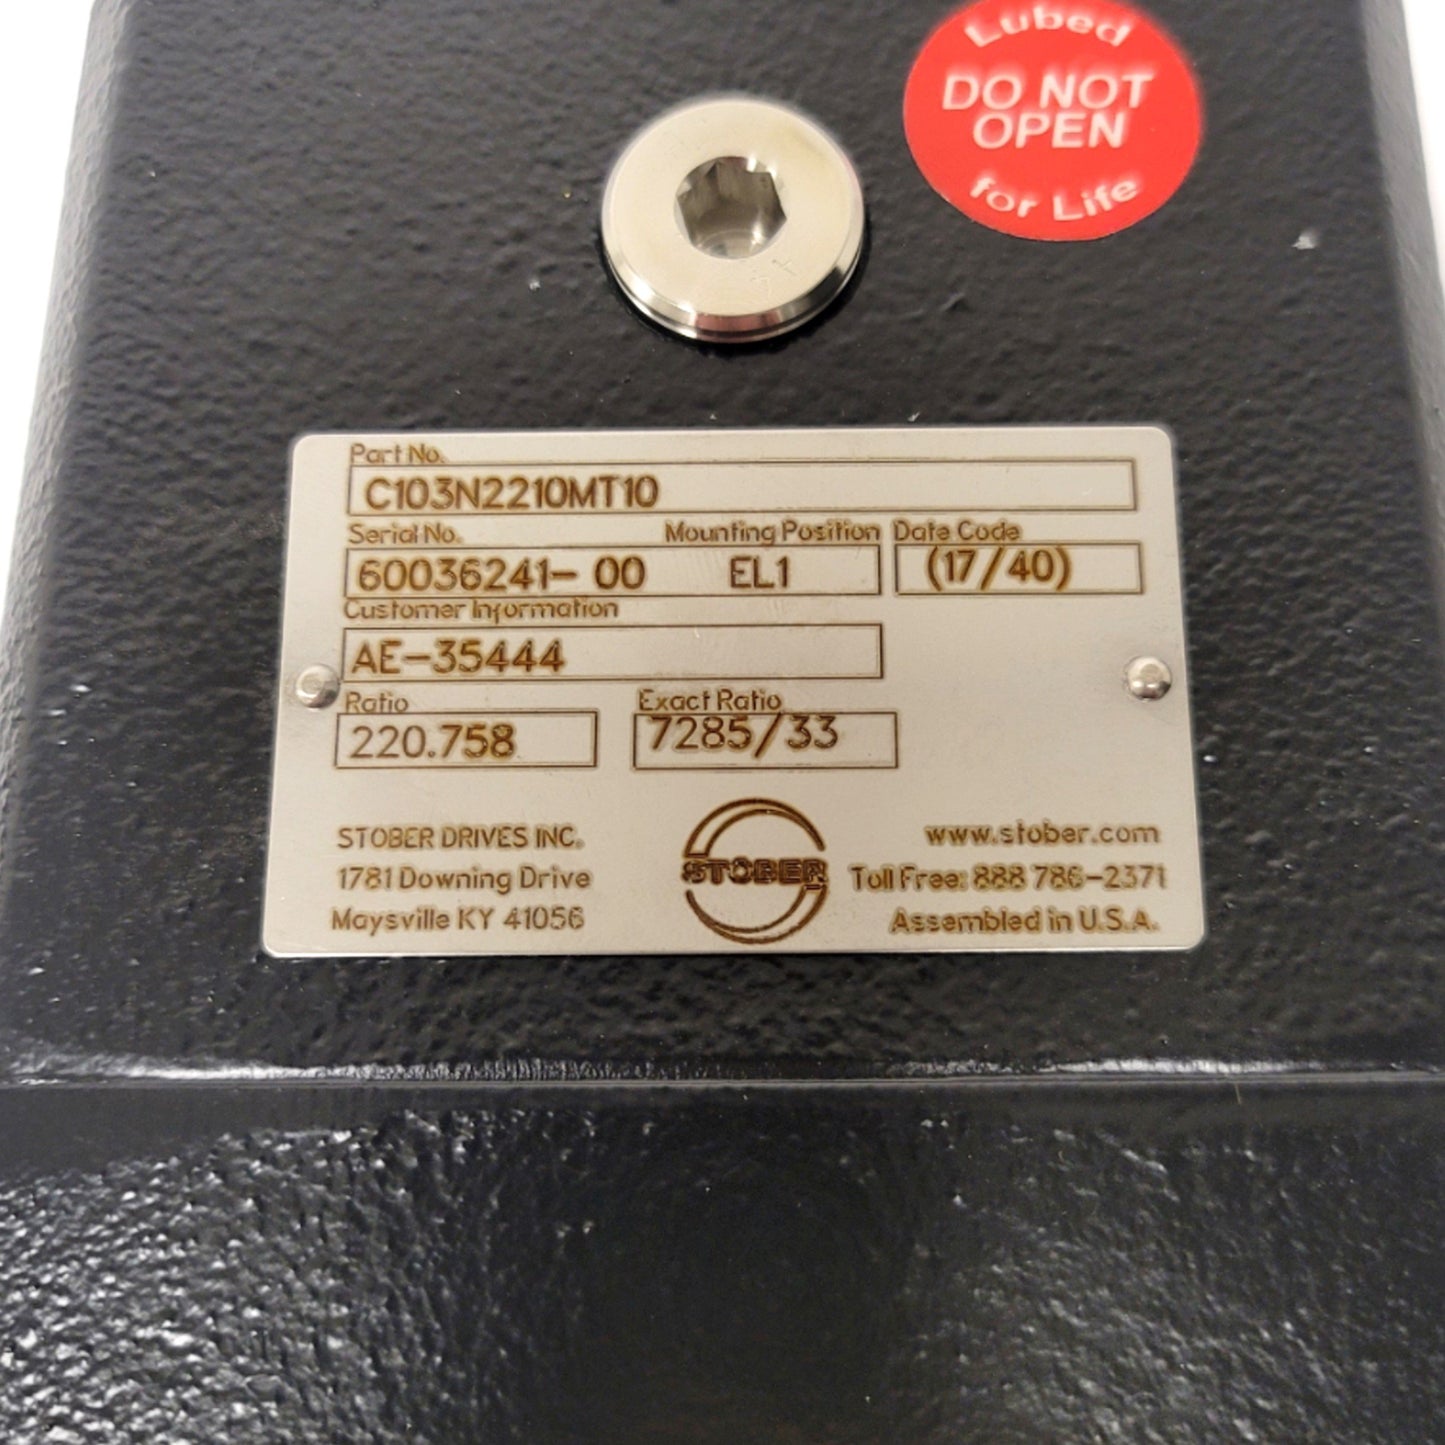 Lubed
DO NOT
OPEN
for Life
Part No.
C103N2210MT10
Serial No. Mounting Position Date Code
60036241- 00 EL1 (17/40)
Customer Information
AE-35444
Ratio Exact Ratio
220.758 7285/33
STOBER DRIVES INC.
1781 Downing Drive
Maysville KY 41056
STÖBER
www.stober.com
Toll Free: 888 786-2371
Assembled in U.S.A.